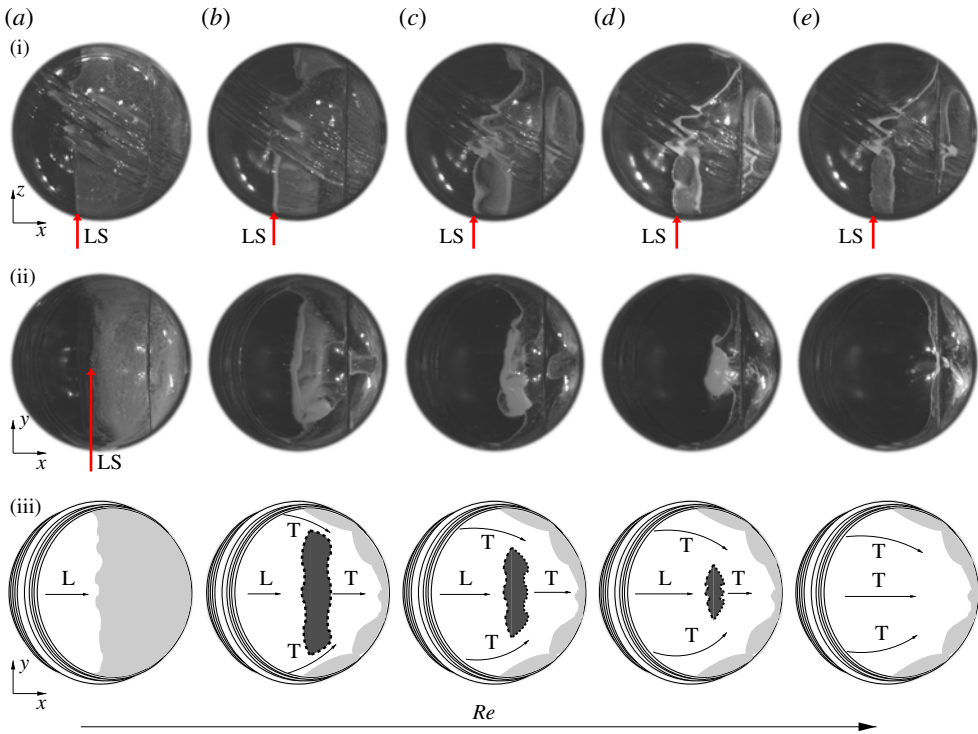 (a) (b) (c) (d) (e)
(i)
z
x
LS LS LS LS LS
(ii)
y
x
LS
(iii)
L
T L T T
T L T T
T L T T
T T T
y
x
Re